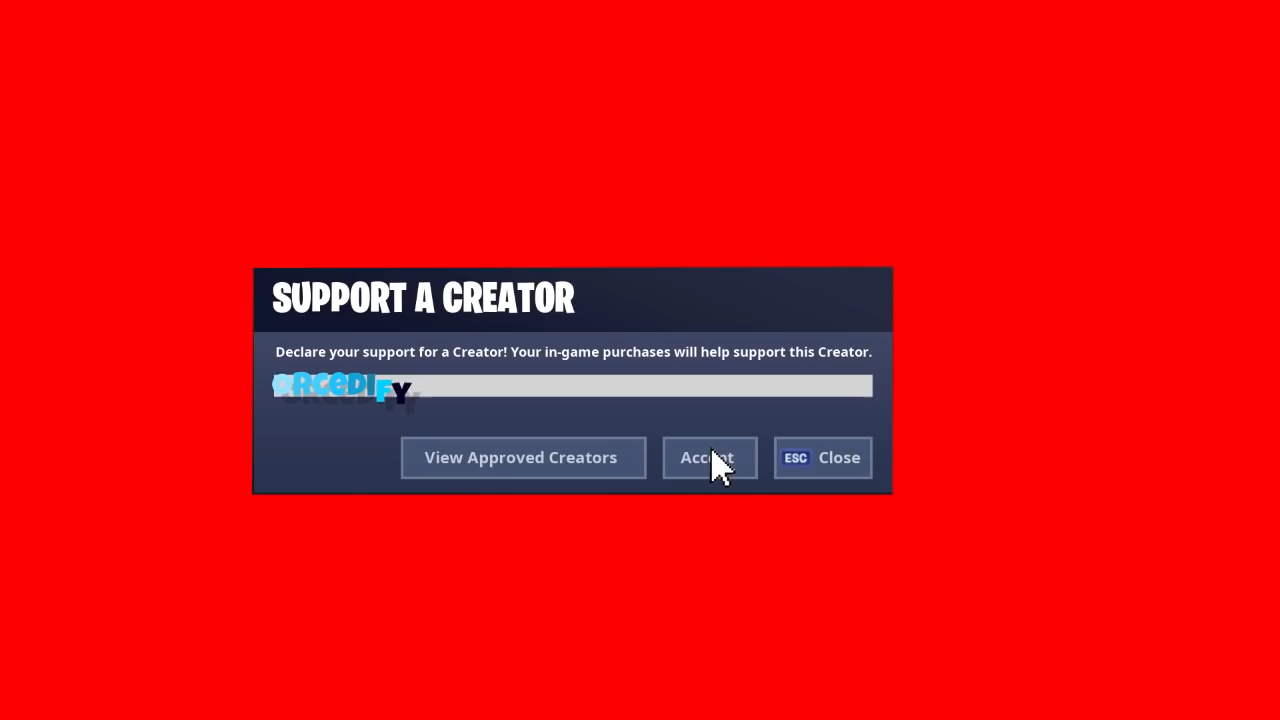 SUPPORT A CREATOR
Declare your support for a Creator! Your in-game purchases will help support this Creator.
ORCEDIFY
View Approved Creators
Accept
ESC Close